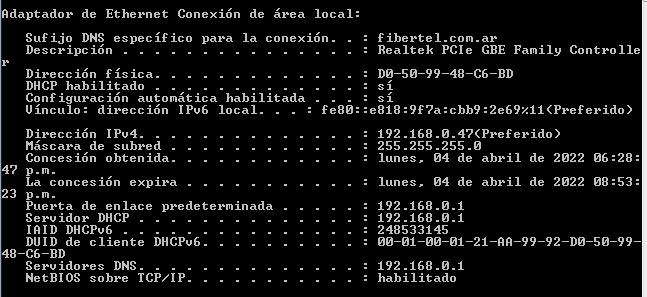 Adaptador de Ethernet Conexión de área local:
Sufijo DNS específico para la conexión. . : fibertel.com.ar
Descripción . . . . . . . . . . . . . . . : Realtek PCIe GBE Family Controlle
r
Dirección física. . . . . . . . . . . . . : D0-50-99-48-C6-BD
DHCP habilitado . . . . . . . . . . . . . : sí
Configuración automática habilitada . . . : sí
Vínculo: dirección IPv6 local. . . : fe80::e818:9f7a:cbb9:2e69%11(Preferido)
Dirección IPv4. . . . . . . . . . . . . . : 192.168.0.47(Preferido)
Máscara de subred . . . . . . . . . . . . : 255.255.255.0
Concesión obtenida. . . . . . . . . . . . : lunes, 04 de abril de 2022 06:28:
47 p.m.
La concesión expira . . . . . . . . . . . : lunes, 04 de abril de 2022 08:53:
23 p.m.
Puerta de enlace predeterminada . . . . . : 192.168.0.1
Servidor DHCP . . . . . . . . . . . . . . : 192.168.0.1
IAID DHCPv6 . . . . . . . . . . . . . . . : 248533145
DUID de cliente DHCPv6. . . . . . . . . . : 00-01-00-01-21-AA-99-92-D0-50-99-
48-C6-BD
Servidores DNS. . . . . . . . . . . . . . : 192.168.0.1
NetBIOS sobre TCP/IP. . . . . . . . . . . : habilitado